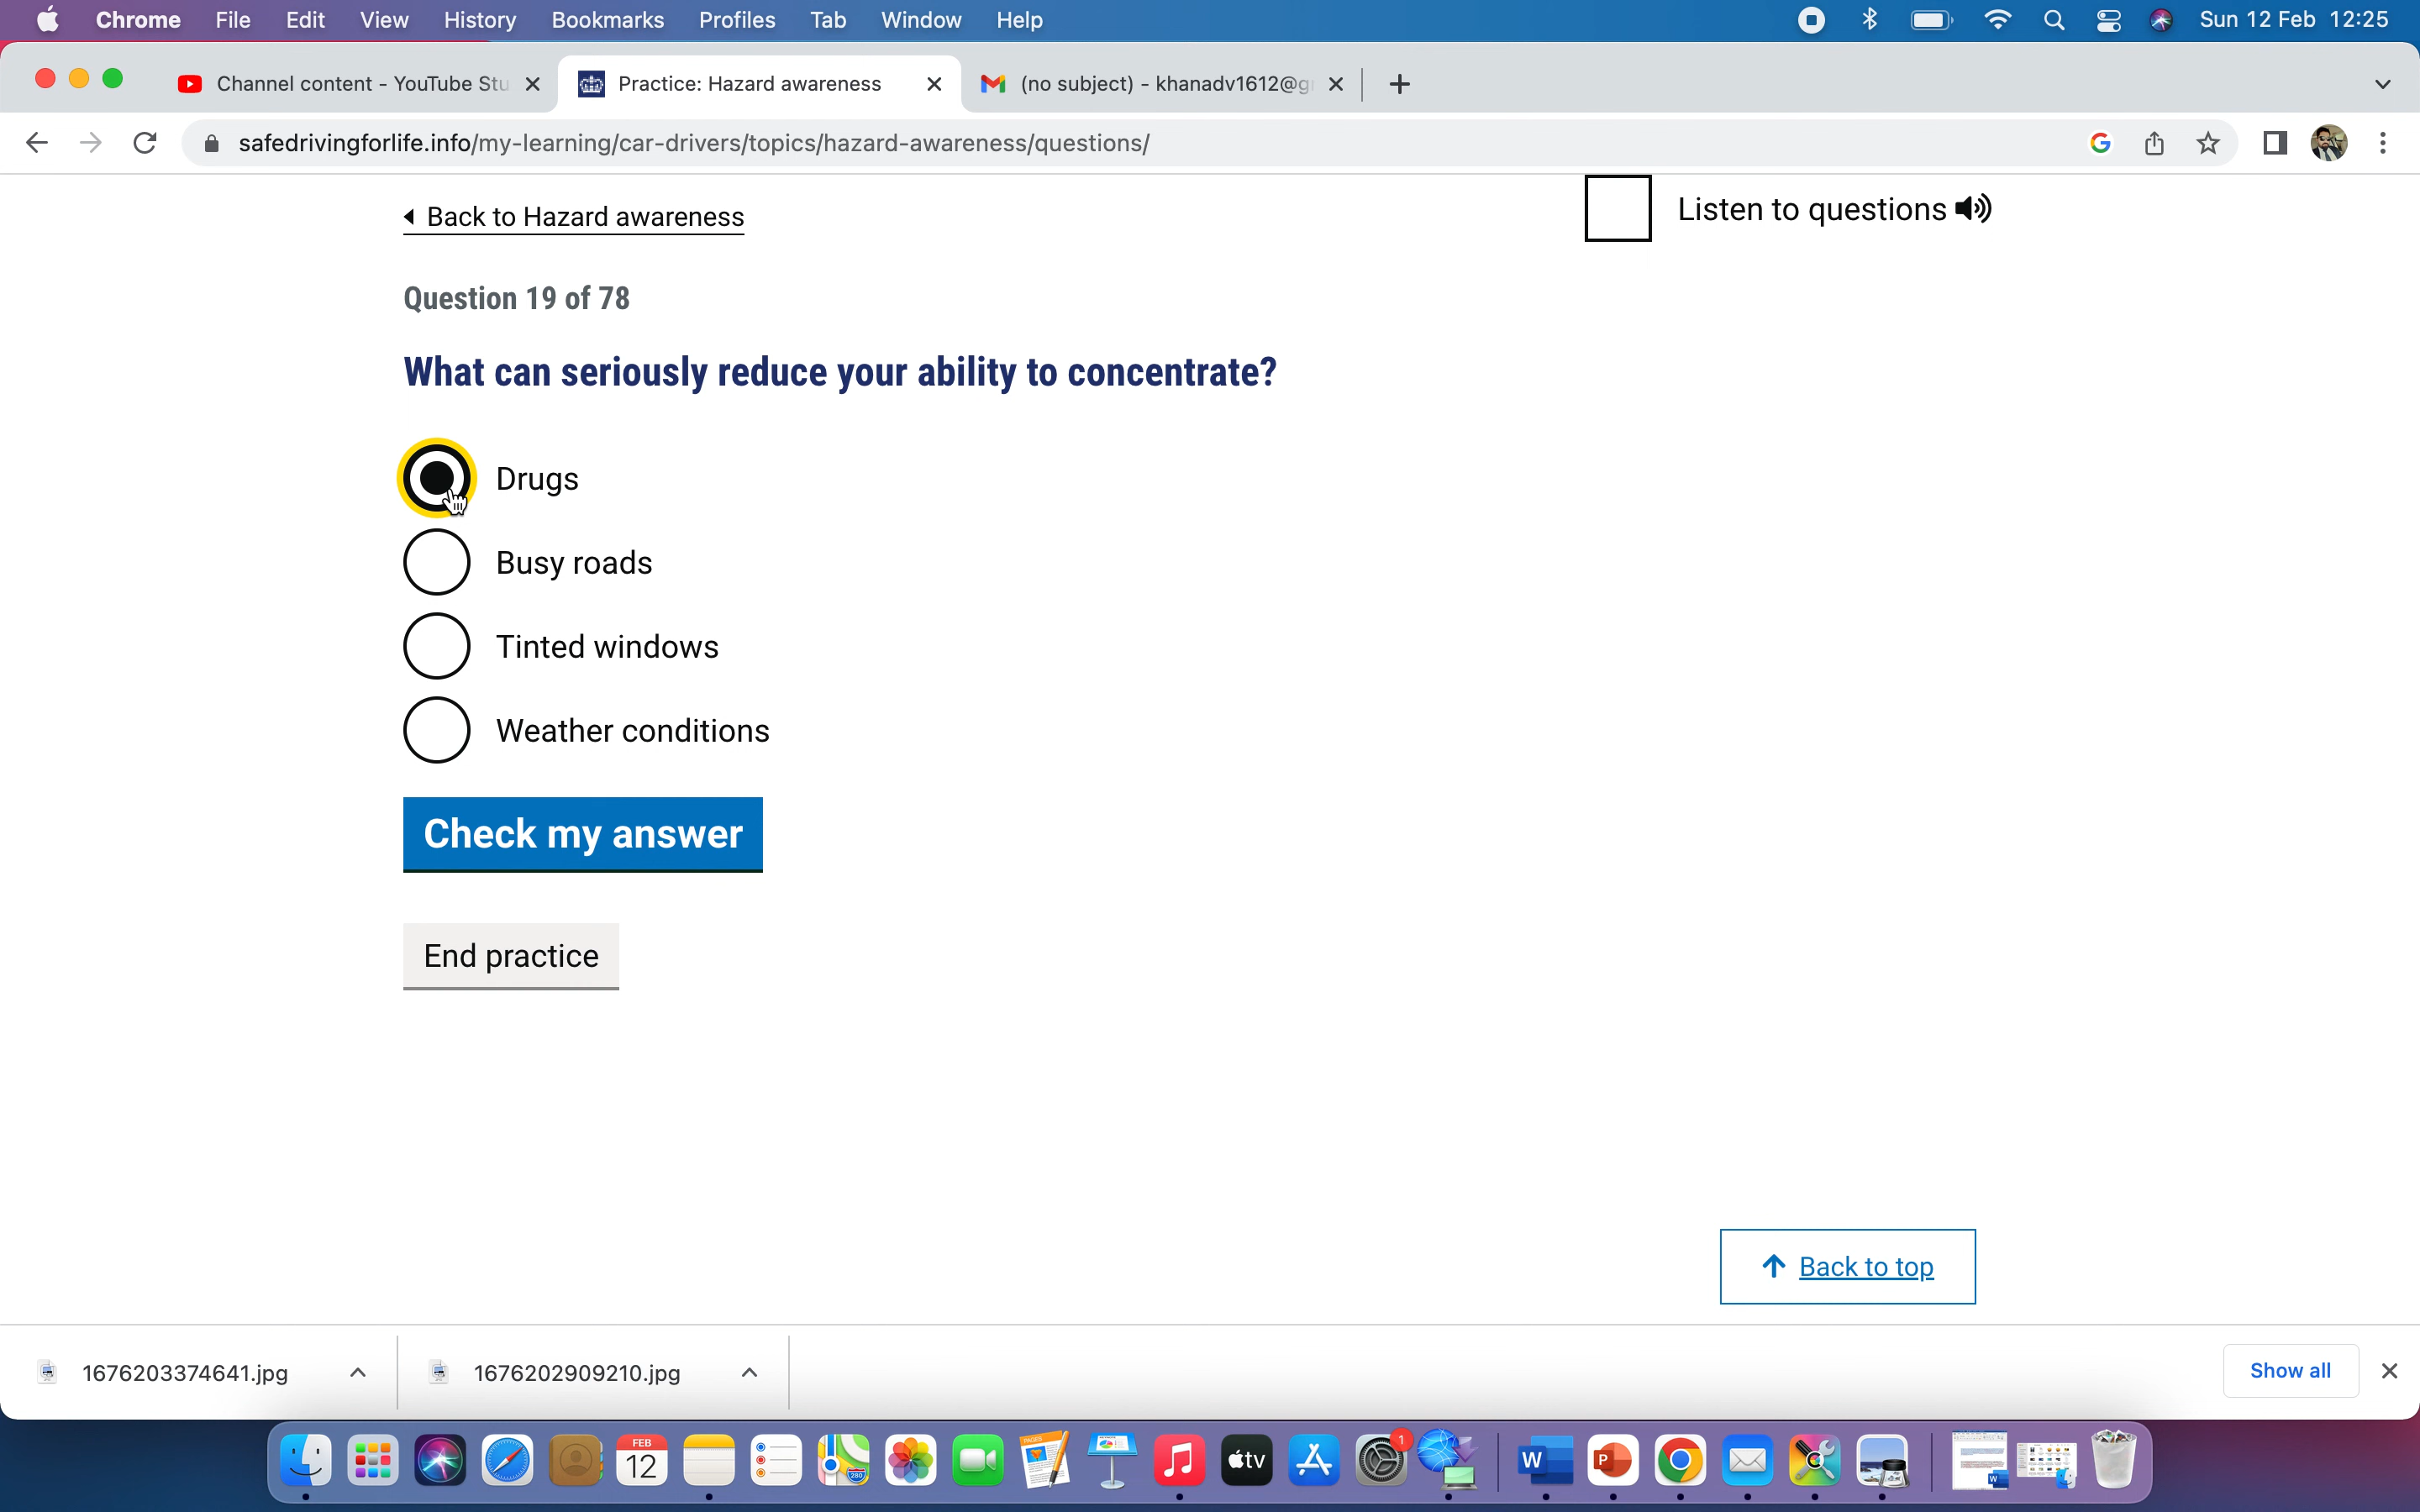 Chrome File Edit View History Bookmarks Profiles Tab Window Help Sun 12 Feb 12:25
Channel content - YouTube Stu Practice: Hazard awareness (no subject) - khanadv1612@g
safedrivingforlife.info/my-learning/car-drivers/topics/hazard-awareness/questions/
Back to Hazard awareness Listen to questions
Question 19 of 78
What can seriously reduce your ability to concentrate?
Drugs
Busy roads
Tinted windows
Weather conditions
Check my answer
End practice
Back to top
1676203374641.jpg 1676202909210.jpg Show all
FEB
12
PAGES
280
tv
1
W
P
W